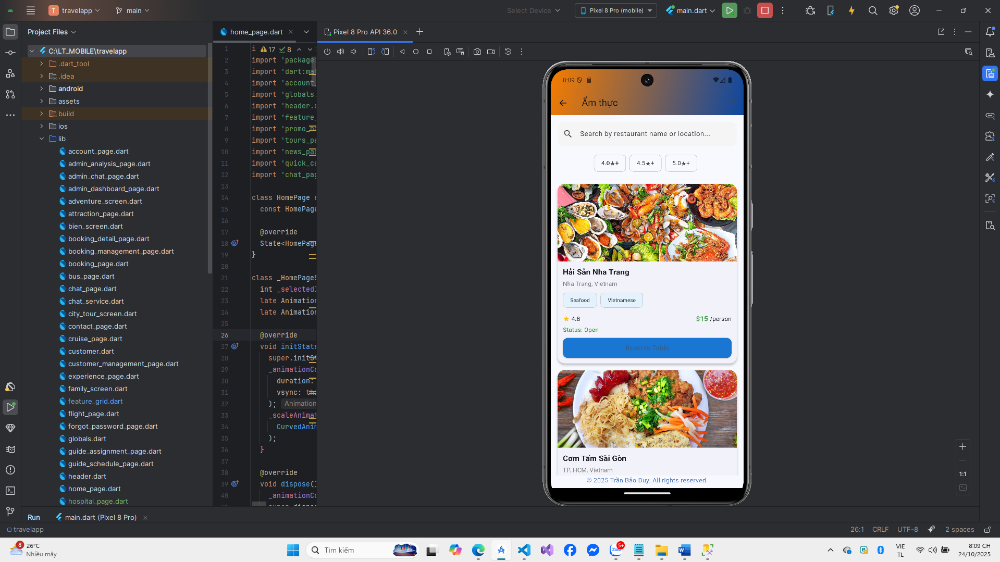 T travelapp main Select Device Pixel 8 Pro (mobile) main.dart
Project Files
home_page.dart
Pixel 8 Pro API 36.0
C:\LT_MOBILE\travelapp
.dart_tool
.idea
android
assets
build
ios
lib
account_page.dart
admin_analysis_page.dart
admin_chat_page.dart
admin_dashboard_page.dart
adventure_screen.dart
attraction_page.dart
bien_screen.dart
booking_detail_page.dart
booking_management_page.dart
booking_page.dart
bus_page.dart
chat_page.dart
chat_service.dart
city_tour_screen.dart
contact_page.dart
cruise_page.dart
customer.dart
customer_management_page.dart
experience_page.dart
family_screen.dart
feature_grid.dart
flight_page.dart
forgot_password_page.dart
globals.dart
guide_assignment_page.dart
guide_schedule_page.dart
header.dart
home_page.dart
hospital_page.dart
1 i 17 8
2 import 'package:
3 import 'dart:mat
4 import 'account_
5 import 'globals.
6 import 'header.d
7 import 'feature_
8 import 'promo_ba
9 import 'tours_pa
10 import 'news_pag
11 import 'quick_ca
12 import 'chat_pag
13
14 class HomePage e
15 const HomePage
16
17 @override
18 State<HomePage
19 }
20
21 class _HomePageS
22 int _selectedI
23 late Animation
24 late Animation
25
26 @override
27 void initState
28 super.initSt
29 _animationCo
30 duration:
31 vsync: thi
32 ); Animation
33 _scaleAnimat
34 CurvedAnim
35 );
36 }
37
38 @override
39 void dispose()
40 _animationCo
8:09
Ẩm thực
Search by restaurant name or location...
4.0★+ 4.5★+ 5.0★+
Hải Sản Nha Trang
Nha Trang, Vietnam
Seafood Vietnamese
4.8 $15 /person
Status: Open
Reserve Table
Cơm Tấm Sài Gòn
TP. HCM, Vietnam
© 2025 Trần Bảo Duy. All rights reserved.
1:1
Run main.dart (Pixel 8 Pro)
travelapp 26:1 CRLF UTF-8 2 spaces
8 26°C
Nhiều mây
Tìm kiếm
Zalo 5+
VIE
TL
8:09 CH
24/10/2025